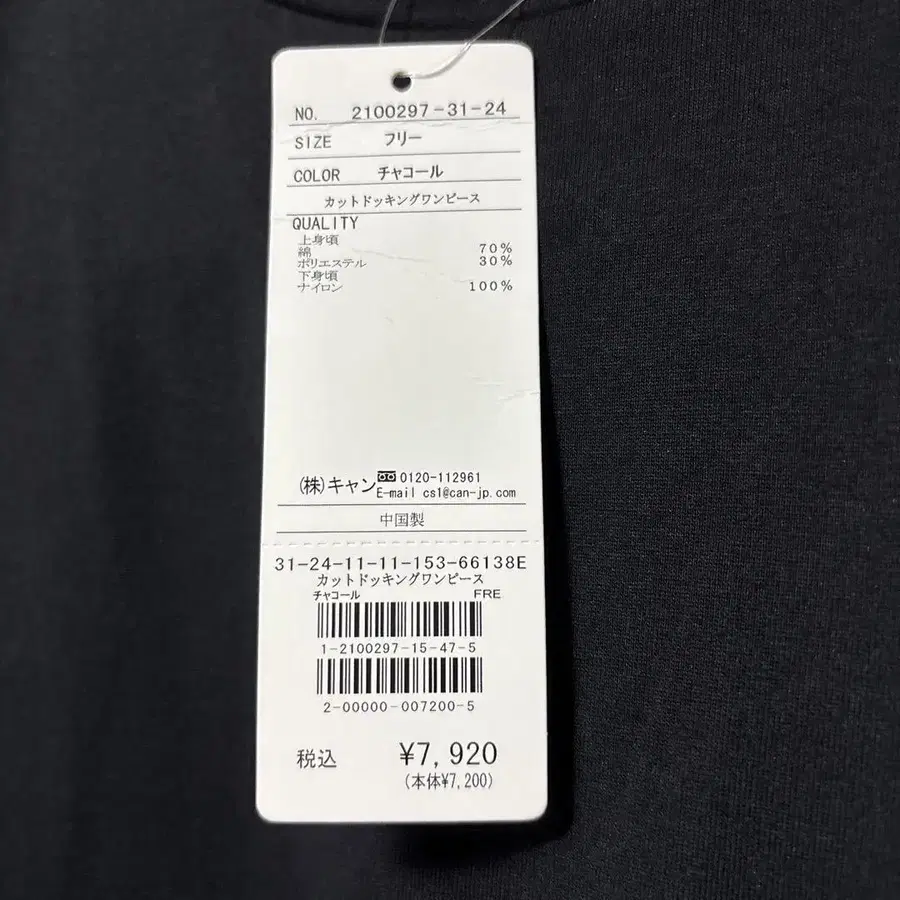 NO. 2100297-31-24
SIZE フリー
COLOR チャコール
カットドッキングワンピース
QUALITY
上身頃
綿 70%
ポリエステル 30%
下身頃
ナイロン 100%
(株)キャン 0120-112961
E-mail cs1@can-jp.com
中国製
31-24-11-11-153-66138E
カットドッキングワンピース
チャコール FRE
1-2100297-15-47-5
2-00000-007200-5
税込 ¥7,920
(本体¥7,200)